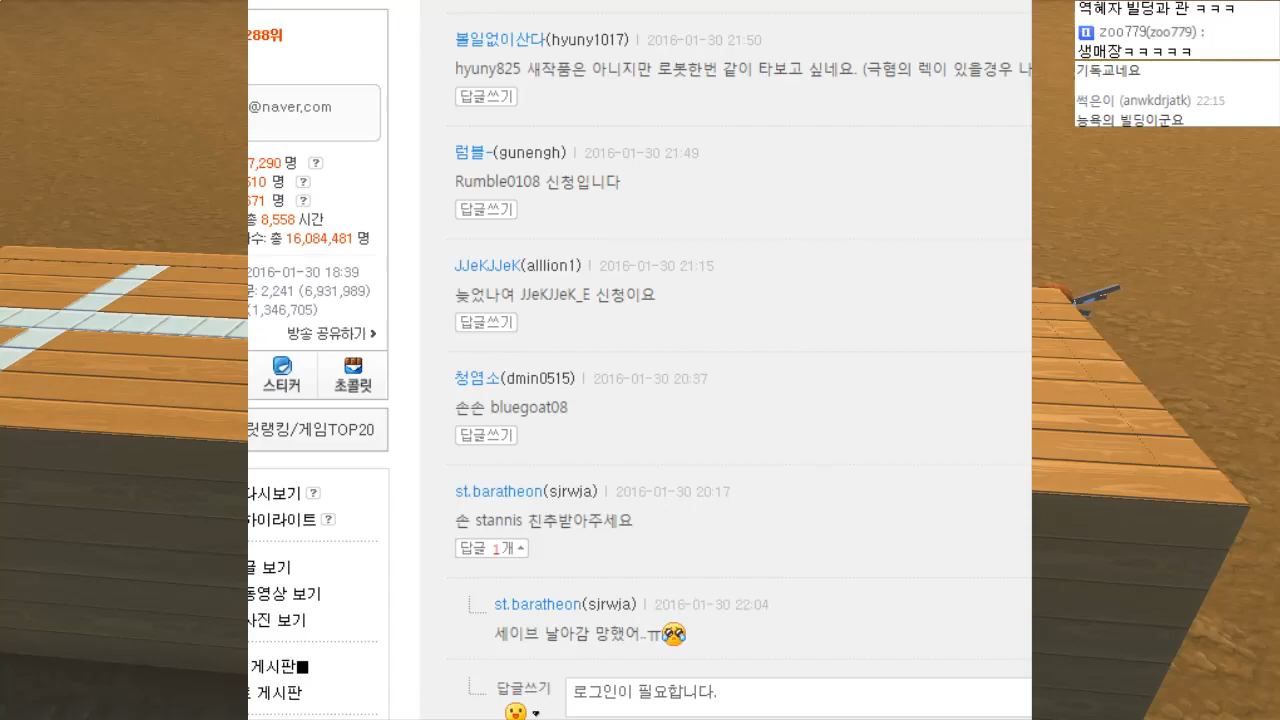 288위
@naver.com
7,290 명 ?
510 명 ?
671 명 ?
총 8,558 시간
수: 총 16,084,481 명
2016-01-30 18:39
문: 2,241 (6,931,989)
(1,346,705)
방송 공유하기
스티커
초콜릿
릿랭킹/게임TOP20
다시보기 ?
하이라이트 ?
글 보기
동영상 보기
사진 보기
게시판■
게시판
볼일없이산다(hyuny1017) | 2016-01-30 21:50
hyuny825 새작품은 아니지만 로봇한번 같이 타보고 싶네요. (극혐의 렉이 있을경우 나
답글쓰기
럼블-(gunengh) | 2016-01-30 21:49
Rumble0108 신청입니다
답글쓰기
JJeKJJeK(alllion1) | 2016-01-30 21:15
늦었나여 JJeKJJeK_E 신청이요
답글쓰기
청염소(dmin0515) | 2016-01-30 20:37
손손 bluegoat08
답글쓰기
st.baratheon(sjrwja) | 2016-01-30 20:17
손 stannis 친추받아주세요
답글 1개
st.baratheon(sjrwja) | 2016-01-30 22:04
세이브 날아감 망했어..ㅠ
답글쓰기
로그인이 필요합니다.
역혜자 빌딩과 관 ㅋㅋㅋ
zoo779(zoo779) :
생매장ㅋㅋㅋㅋㅋ
기독교네요
썩은이 (anwkdrjatk) 22:15
능욕의 빌딩이군요